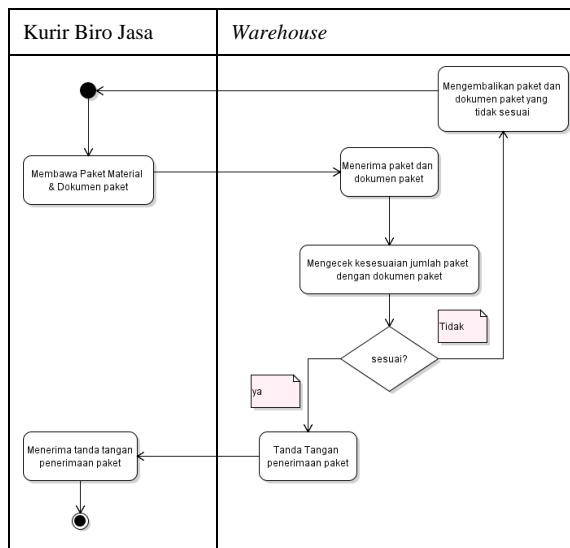 Kurir Biro Jasa
Warehouse
Mengembalikan paket dan
dokumen paket yang
tidak sesuai
Membawa Paket Material
& Dokumen paket
Menerima paket dan
dokumen paket
Mengecek kesesuaian jumlah paket
dengan dokumen paket
Tidak
sesuai?
ya
Menerima tanda tangan
penerimaan paket
Tanda Tangan
penerimaan paket